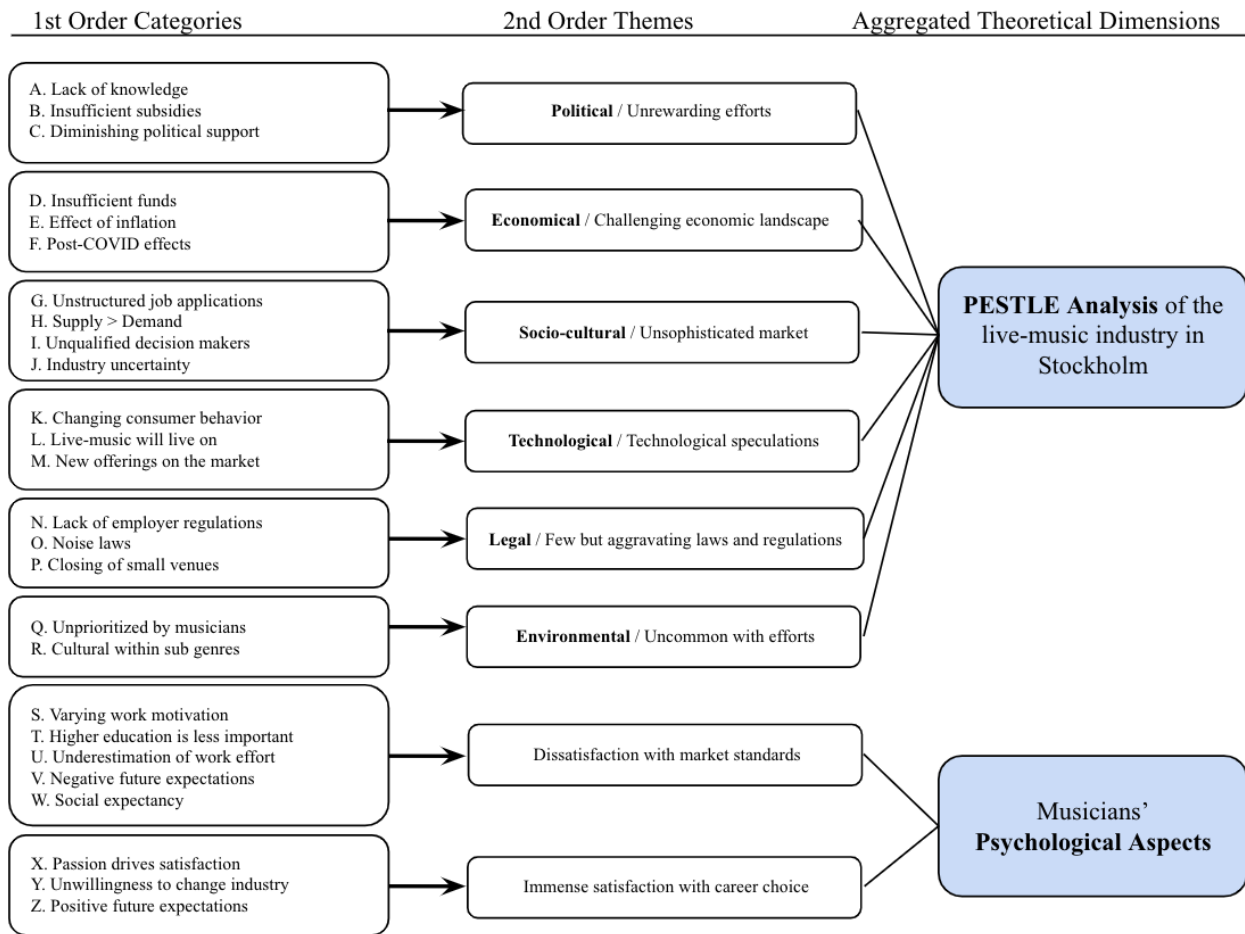 1st Order Categories
2nd Order Themes
Aggregated Theoretical Dimensions
A. Lack of knowledge
B. Insufficient subsidies
C. Diminishing political support
Political / Unrewarding efforts
D. Insufficient funds
E. Effect of inflation
F. Post-COVID effects
Economical / Challenging economic landscape
G. Unstructured job applications
H. Supply > Demand
I. Unqualified decision makers
J. Industry uncertainty
Socio-cultural / Unsophisticated market
K. Changing consumer behavior
L. Live-music will live on
M. New offerings on the market
Technological / Technological speculations
N. Lack of employer regulations
O. Noise laws
P. Closing of small venues
Legal / Few but aggravating laws and regulations
Q. Unprioritized by musicians
R. Cultural within sub genres
Environmental / Uncommon with efforts
PESTLE Analysis of the
live-music industry in
Stockholm
S. Varying work motivation
T. Higher education is less important
U. Underestimation of work effort
V. Negative future expectations
W. Social expectancy
Dissatisfaction with market standards
X. Passion drives satisfaction
Y. Unwillingness to change industry
Z. Positive future expectations
Immense satisfaction with career choice
Musicians’
Psychological Aspects